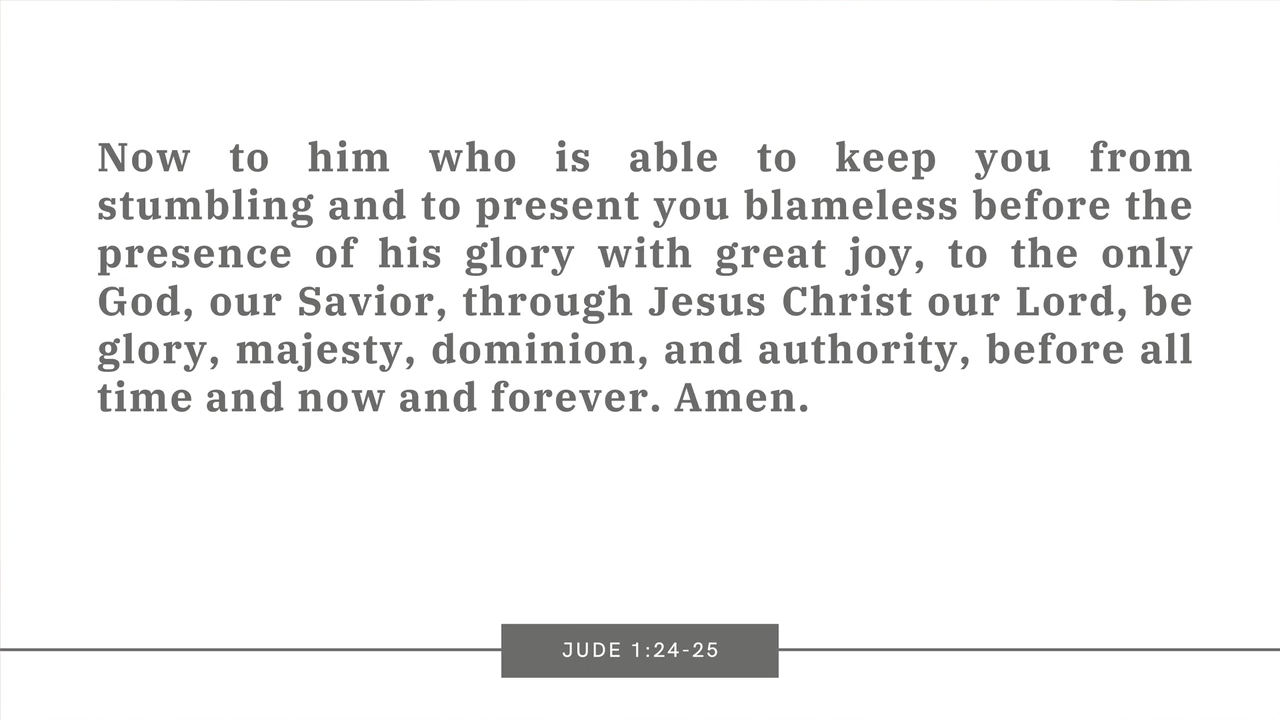 Now to him who is able to keep you from
stumbling and to present you blameless before the
presence of his glory with great joy, to the only
God, our Savior, through Jesus Christ our Lord, be
glory, majesty, dominion, and authority, before all
time and now and forever. Amen.
JUDE 1:24-25